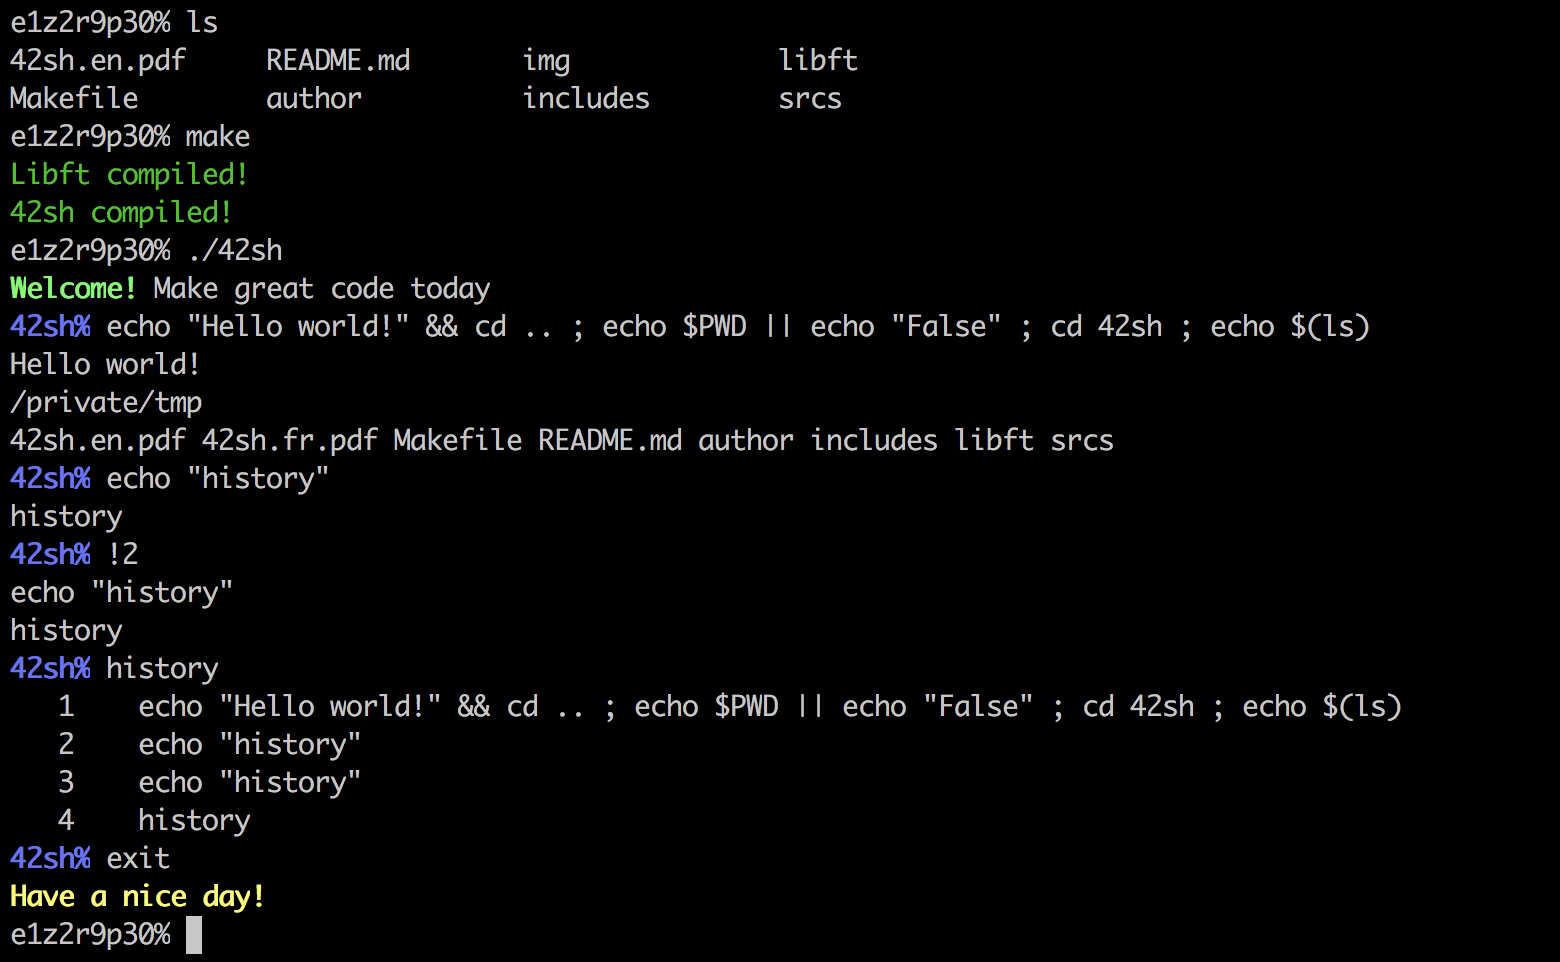 e1z2r9p30% ls
42sh.en.pdf     README.md       img             libft
Makefile        author          includes        srcs
e1z2r9p30% make
Libft compiled!
42sh compiled!
e1z2r9p30% ./42sh
Welcome! Make great code today
42sh% echo "Hello world!" && cd .. ; echo $PWD || echo "False" ; cd 42sh ; echo $(ls)
Hello world!
/private/tmp
42sh.en.pdf 42sh.fr.pdf Makefile README.md author includes libft srcs
42sh% echo "history"
history
42sh% !2
echo "history"
history
42sh% history
   1    echo "Hello world!" && cd .. ; echo $PWD || echo "False" ; cd 42sh ; echo $(ls)
   2    echo "history"
   3    echo "history"
   4    history
42sh% exit
Have a nice day!
e1z2r9p30%